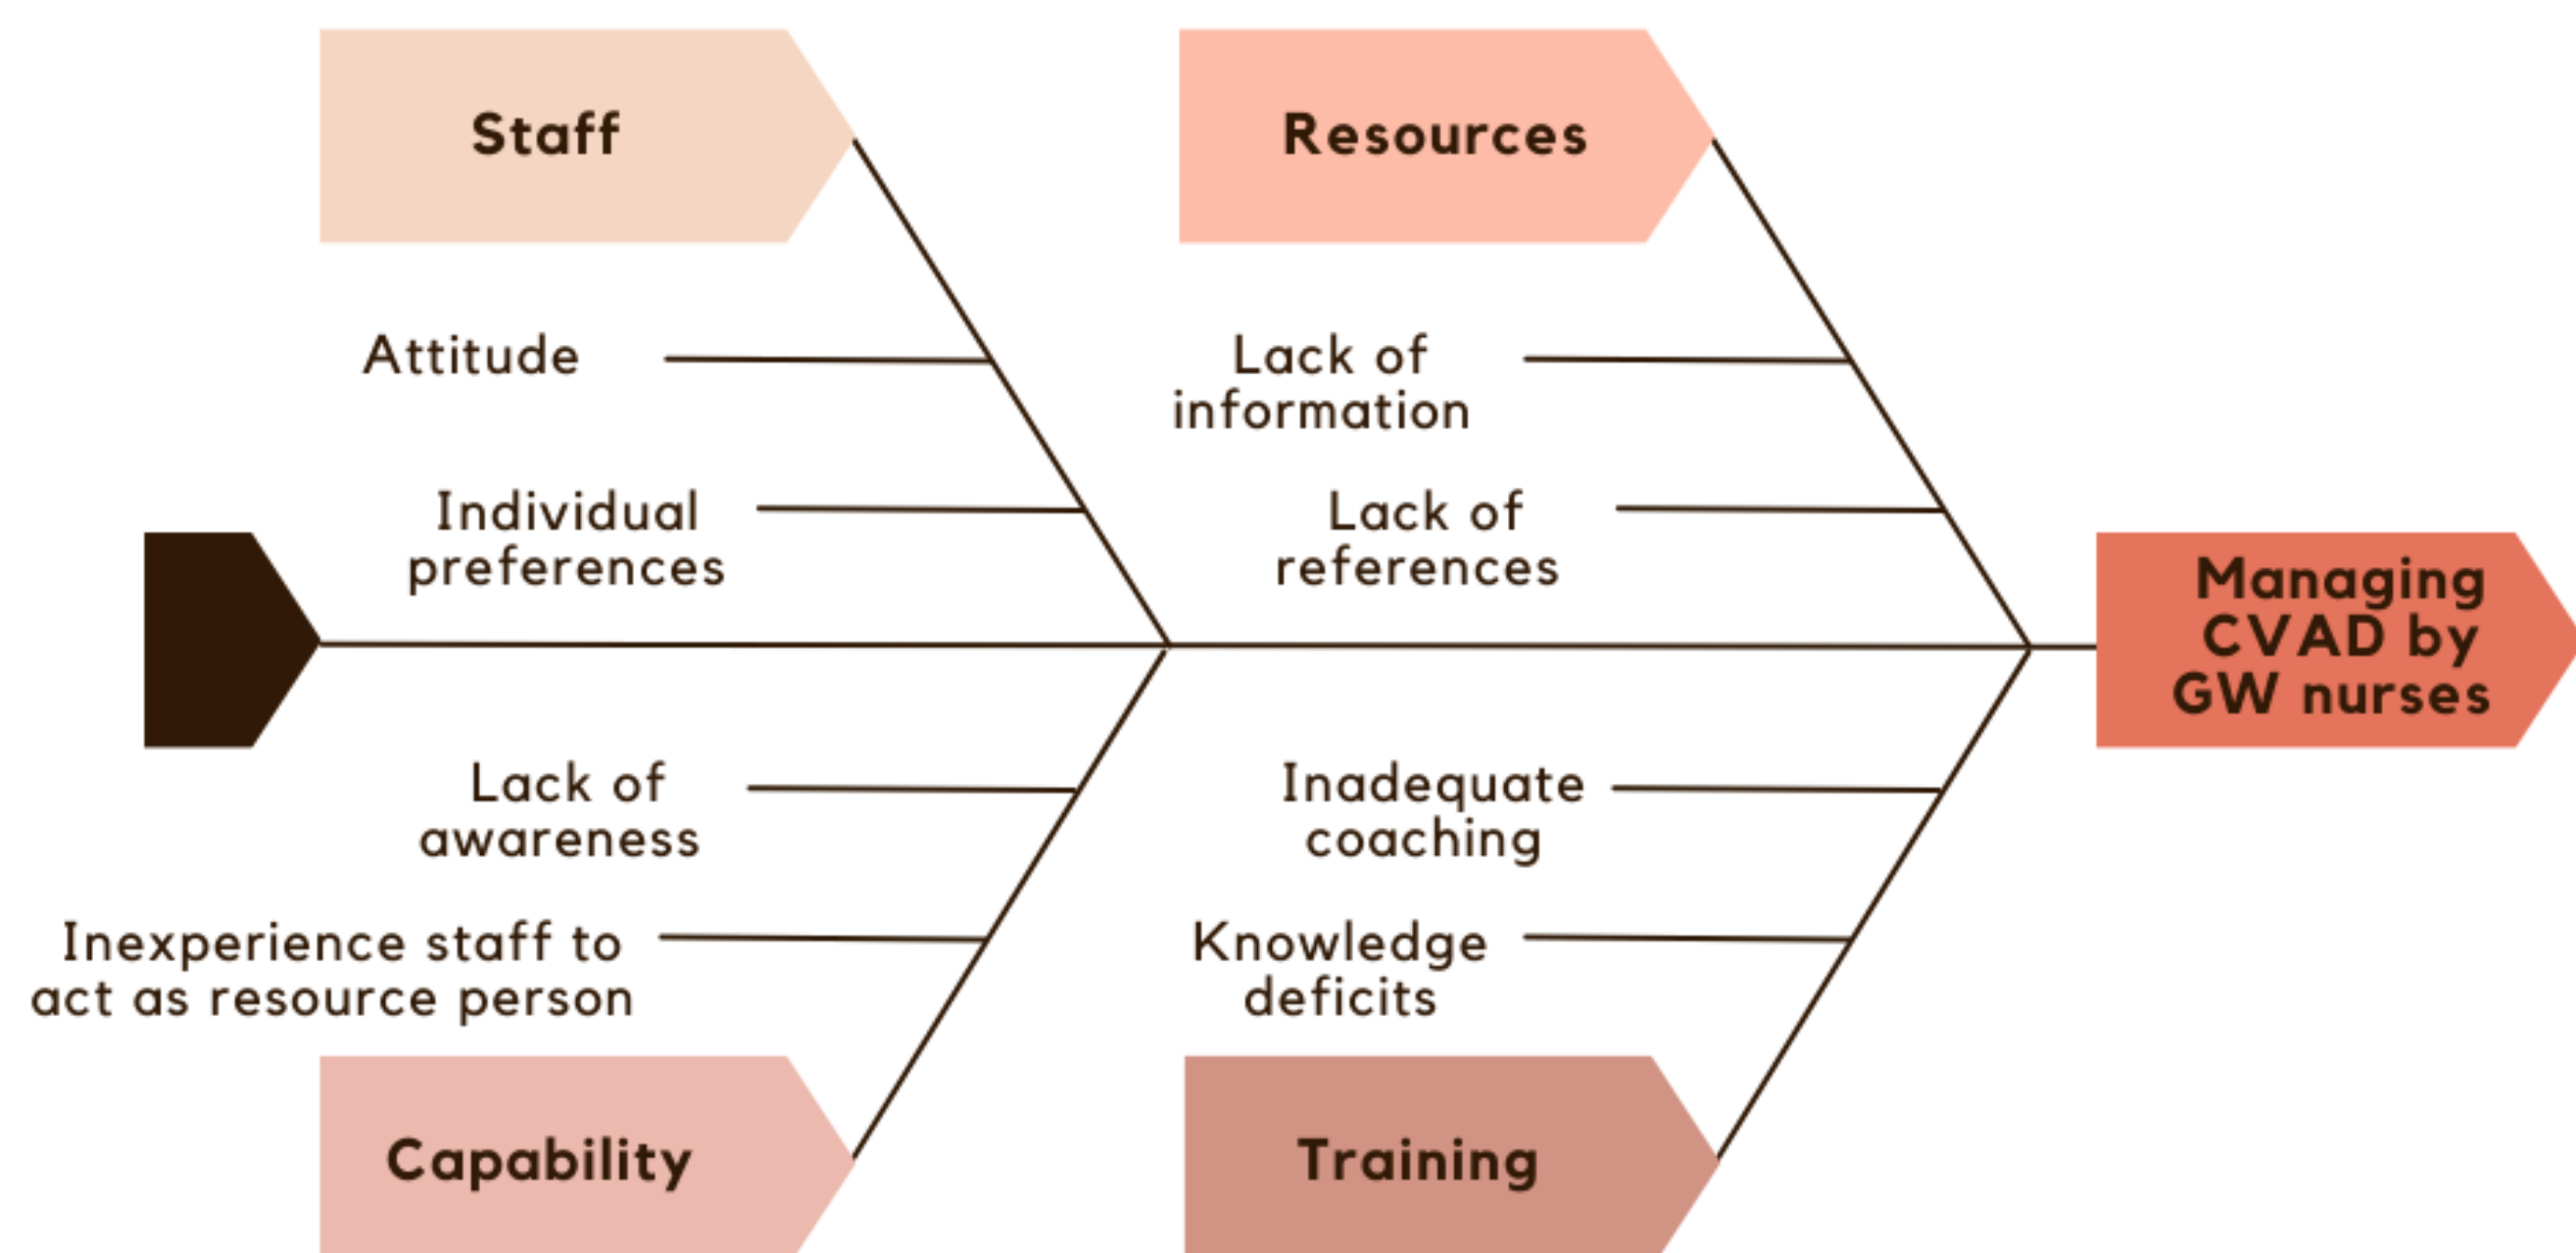 Staff
Resources
Attitude
Lack of
information
Individual
preferences
Lack of
references
Managing
CVAD by
GW nurses
Lack of
awareness
Inadequate
coaching
Inexperience staff to
act as resource person
Knowledge
deficits
Capability
Training